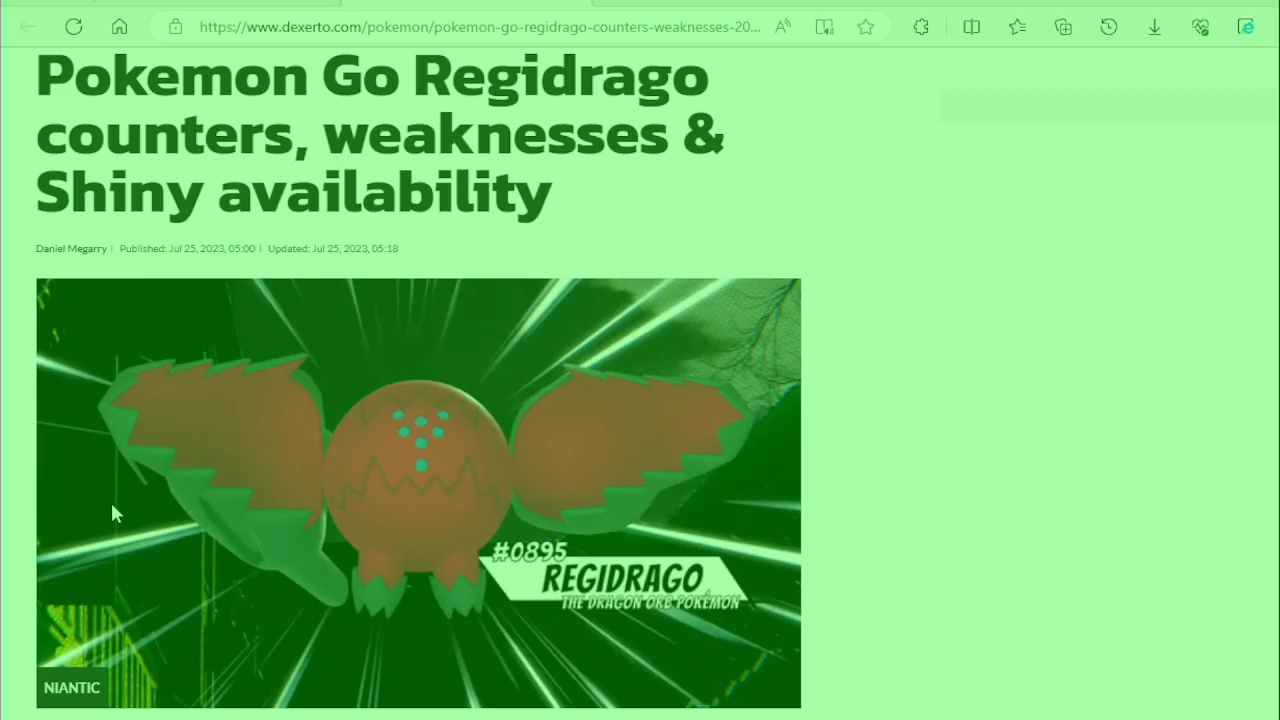 https://www.dexerto.com/pokemon/pokemon-go-regidrago-counters-weaknesses-20...
Pokemon Go Regidrago
counters, weaknesses &
Shiny availability
Daniel Megarry | Published: Jul 25, 2023, 05:00 | Updated: Jul 25, 2023, 05:18
#0895
REGIDRAGO
THE DRAGON ORB POKÉMON
NIANTIC